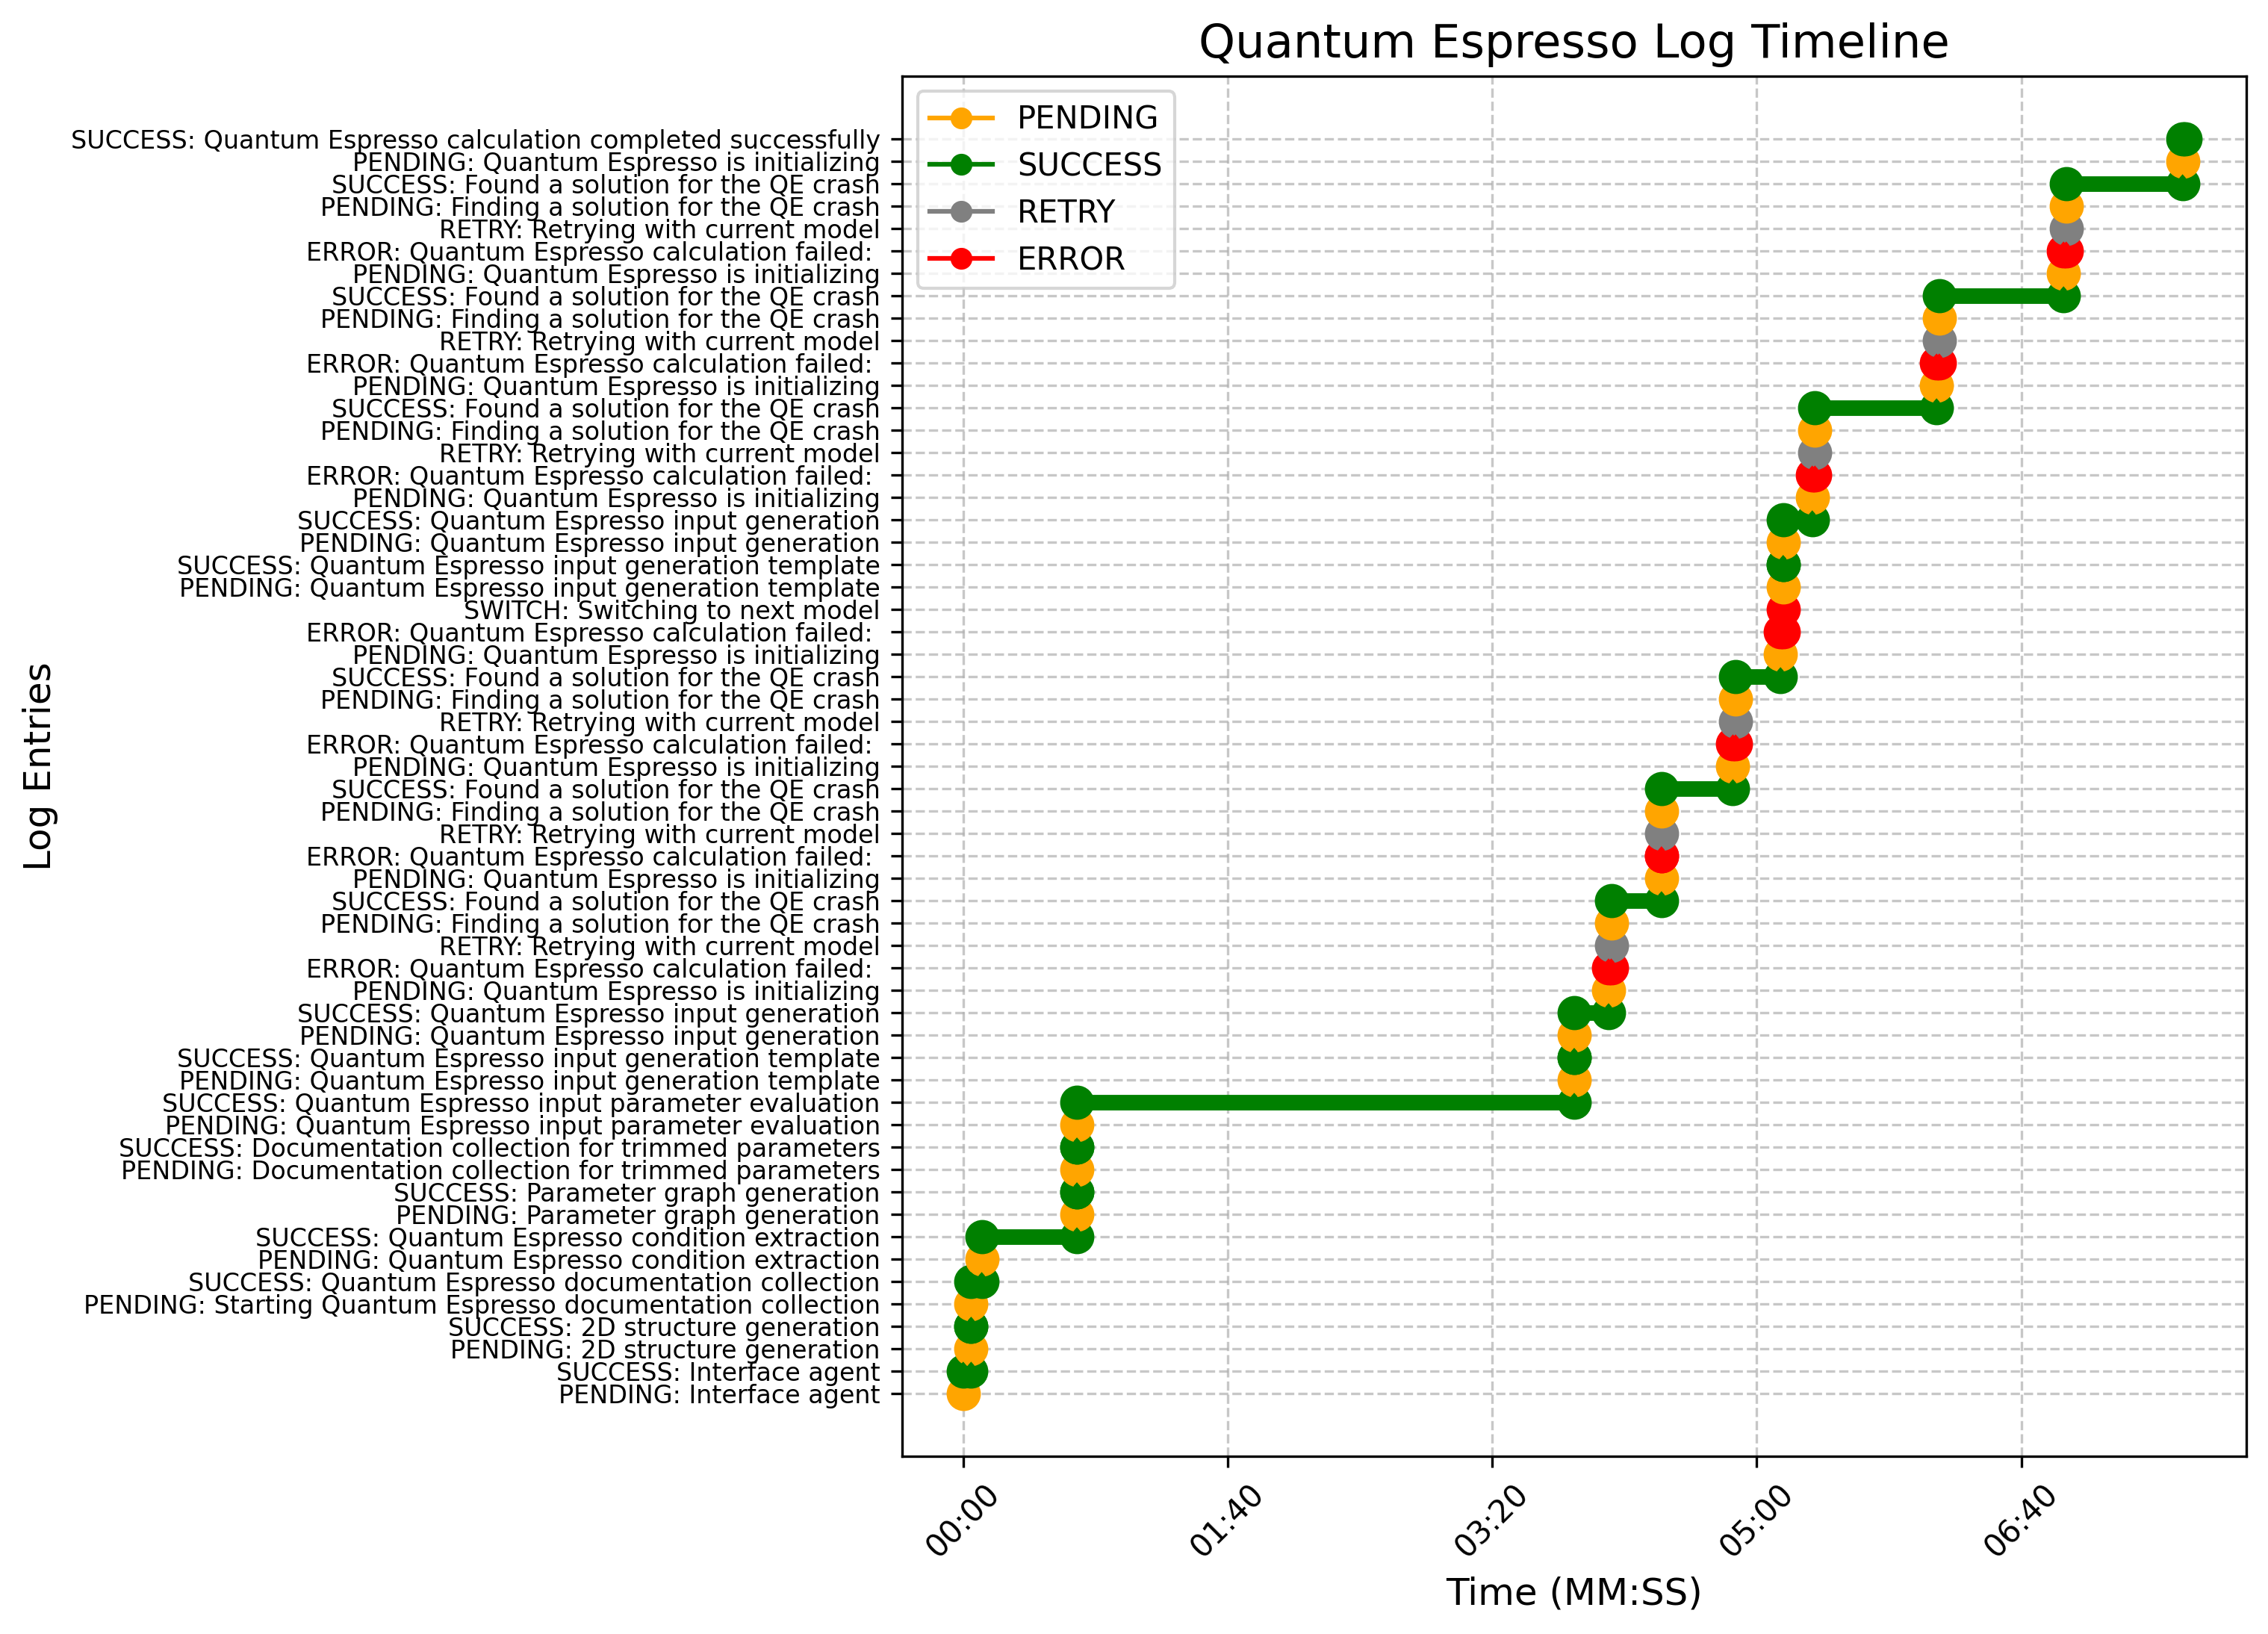 Quantum Espresso Log Timeline
PENDING
SUCCESS
RETRY
ERROR
Log Entries
SUCCESS: Quantum Espresso calculation completed successfully
PENDING: Quantum Espresso is initializing
SUCCESS: Found a solution for the QE crash
PENDING: Finding a solution for the QE crash
RETRY: Retrying with current model
ERROR: Quantum Espresso calculation failed:
PENDING: Quantum Espresso is initializing
SUCCESS: Found a solution for the QE crash
PENDING: Finding a solution for the QE crash
RETRY: Retrying with current model
ERROR: Quantum Espresso calculation failed:
PENDING: Quantum Espresso is initializing
SUCCESS: Found a solution for the QE crash
PENDING: Finding a solution for the QE crash
RETRY: Retrying with current model
ERROR: Quantum Espresso calculation failed:
PENDING: Quantum Espresso is initializing
SUCCESS: Quantum Espresso input generation
PENDING: Quantum Espresso input generation
SUCCESS: Quantum Espresso input generation template
PENDING: Quantum Espresso input generation template
SWITCH: Switching to next model
ERROR: Quantum Espresso calculation failed:
PENDING: Quantum Espresso is initializing
SUCCESS: Found a solution for the QE crash
PENDING: Finding a solution for the QE crash
RETRY: Retrying with current model
ERROR: Quantum Espresso calculation failed:
PENDING: Quantum Espresso is initializing
SUCCESS: Found a solution for the QE crash
PENDING: Finding a solution for the QE crash
RETRY: Retrying with current model
ERROR: Quantum Espresso calculation failed:
PENDING: Quantum Espresso is initializing
SUCCESS: Found a solution for the QE crash
PENDING: Finding a solution for the QE crash
RETRY: Retrying with current model
ERROR: Quantum Espresso calculation failed:
PENDING: Quantum Espresso is initializing
SUCCESS: Quantum Espresso input generation
PENDING: Quantum Espresso input generation
SUCCESS: Quantum Espresso input generation template
PENDING: Quantum Espresso input generation template
SUCCESS: Quantum Espresso input parameter evaluation
PENDING: Quantum Espresso input parameter evaluation
SUCCESS: Documentation collection for trimmed parameters
PENDING: Documentation collection for trimmed parameters
SUCCESS: Parameter graph generation
PENDING: Parameter graph generation
SUCCESS: Quantum Espresso condition extraction
PENDING: Quantum Espresso condition extraction
SUCCESS: Quantum Espresso documentation collection
PENDING: Starting Quantum Espresso documentation collection
SUCCESS: 2D structure generation
PENDING: 2D structure generation
SUCCESS: Interface agent
PENDING: Interface agent
00:00
01:40
03:20
05:00
06:40
Time (MM:SS)